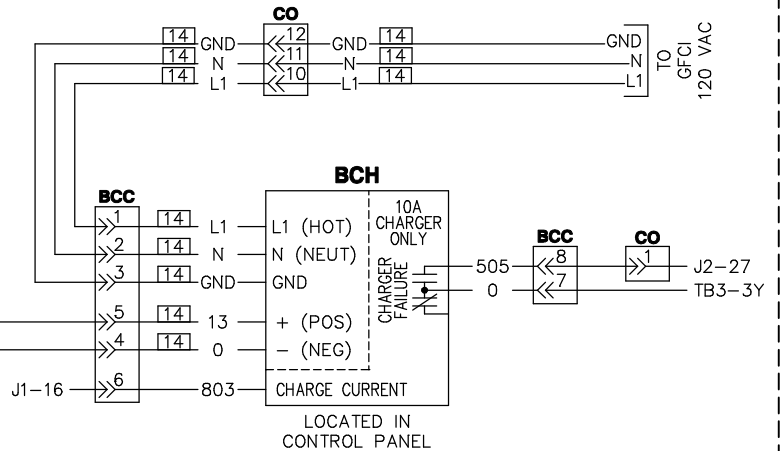 CO
14 GND 12 GND 14 GND
14 N 11 N 14 N
14 L1 10 L1 14 L1
TO
GFCI
120 VAC
BCH
BCC
1 14 L1 L1 (HOT)
2 14 N N (NEUT)
3 14 GND GND
5 14 13 + (POS)
4 14 0 - (NEG)
J1-16 6 803 CHARGE CURRENT
10A
CHARGER
ONLY
CHARGER
FAILURE
BCC CO
505 8 1 J2-27
0 7 TB3-3Y
LOCATED IN
CONTROL PANEL